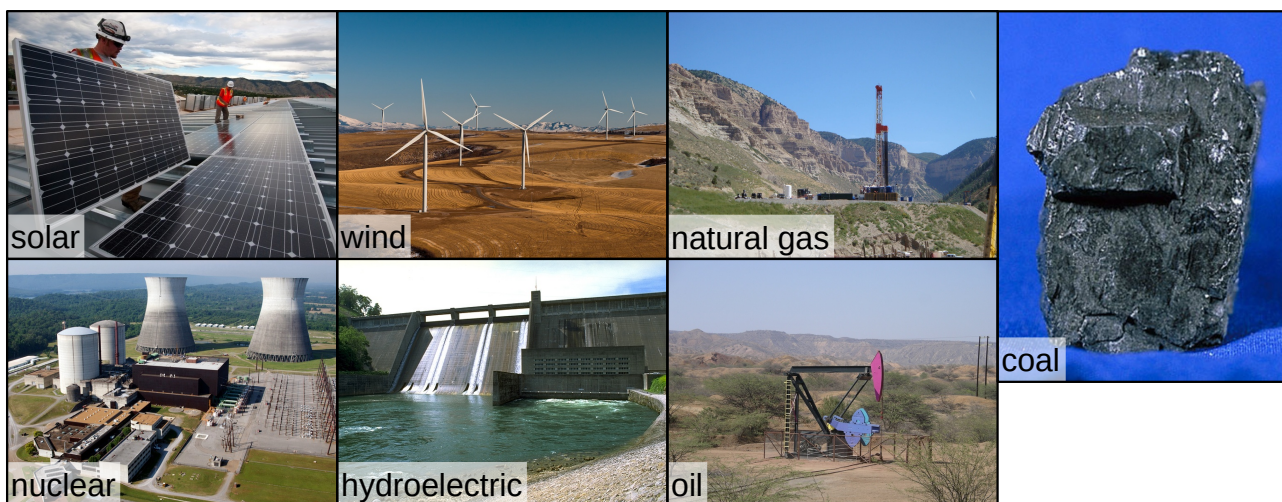 solar
wind
natural gas
coal
nuclear
hydroelectric
oil